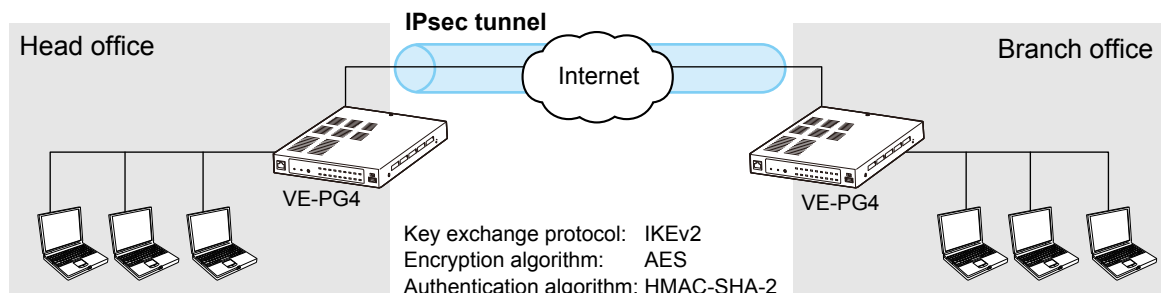 IPsec tunnel
Head office
Internet
Branch office
VE-PG4
VE-PG4
Key exchange protocol: IKEv2
Encryption algorithm: AES
Authentication algorithm: HMAC-SHA-2